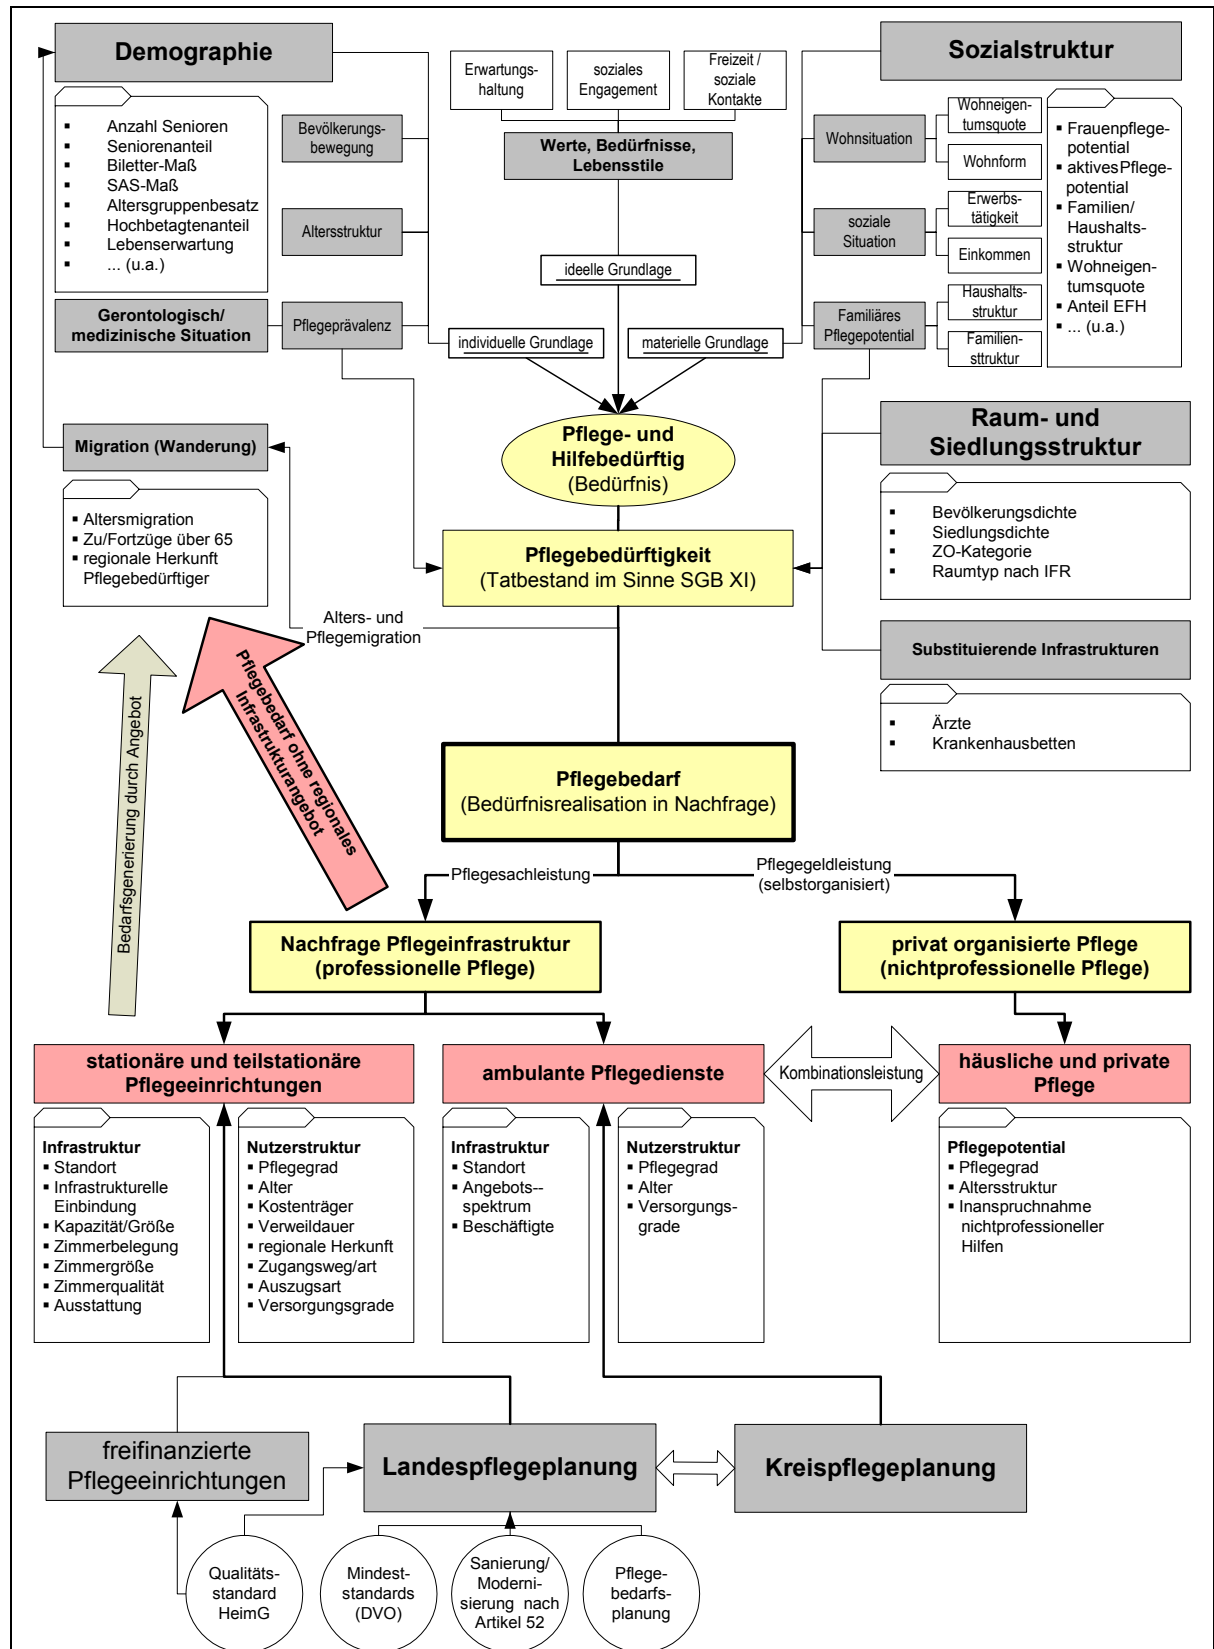 Demographie
Anzahl Senioren
Seniorenanteil
Biletter-Maß
SAS-Maß
Altersgruppenbesatz
Hochbetagtenanteil
Lebenserwartung
... (u.a.)
Gerontologisch/
medizinische Situation
Bevölkerungs-
bewegung
Altersstruktur
Pflegeprävalenz
Erwartungs-
haltung
soziales
Engagement
Freizeit /
soziale
Kontakte
Werte, Bedürfnisse,
Lebensstile
ideelle Grundlage
individuelle Grundlage
materielle Grundlage
Sozialstruktur
Wohnsituation
soziale
Situation
Familiäres
Pflegepotential
Wohneigen-
tumsquote
Wohnform
Erwerbs-
tätigkeit
Einkommen
Haushalts-
struktur
Familien-
sttruktur
Frauenpflege-
potential
aktives Pflege-
potential
Familien/
Haushalts-
struktur
Wohneigen-
tumsquote
Anteil EFH
... (u.a.)
Pflege- und
Hilfebedürftig
(Bedürfnis)
Migration (Wanderung)
Altersmigration
Zu/Fortzüge über 65
regionale Herkunft
Pflegebedürftiger
Raum- und
Siedlungsstruktur
Bevölkerungsdichte
Siedlungsdichte
ZO-Kategorie
Raumtyp nach IFR
Pflegebedürftigkeit
(Tatbestand im Sinne SGB XI)
Alters- und
Pflegemigration
Substituierende Infrastrukturen
Ärzte
Krankenhausbetten
Bedarfsgenerierung durch Angebot
Pflegebedarf ohne regionales
Infrastrukturangebot
Pflegebedarf
(Bedürfnisrealisation in Nachfrage)
Pflegesachleistung
Pflegegeldleistung
(selbstorganisiert)
Nachfrage Pflegeinfrastruktur
(professionelle Pflege)
privat organisierte Pflege
(nichtprofessionelle Pflege)
stationäre und teilstationäre
Pflegeeinrichtungen
ambulante Pflegedienste
Kombinationsleistung
häusliche und private
Pflege
Infrastruktur
Standort
Infrastrukturelle
Einbindung
Kapazität/Größe
Zimmerbelegung
Zimmergröße
Zimmerqualität
Ausstattung
Nutzerstruktur
Pflegegrad
Alter
Kostenträger
Verweildauer
regionale Herkunft
Zugangsweg/art
Auszugsart
Versorgungsgrade
Infrastruktur
Standort
Angebots--
spektrum
Beschäftigte
Nutzerstruktur
Pflegegrad
Alter
Versorgungs-
grade
Pflegepotential
Pflegegrad
Altersstruktur
Inanspruchnahme
nichtprofessioneller
Hilfen
freifinanzierte
Pflegeeinrichtungen
Landespflegeplanung
Kreispflegeplanung
Qualitäts-
standard
HeimG
Mindest-
standards
(DVO)
Sanierung/
Moderni-
sierung nach
Artikel 52
Pflege-
bedarfs-
planung